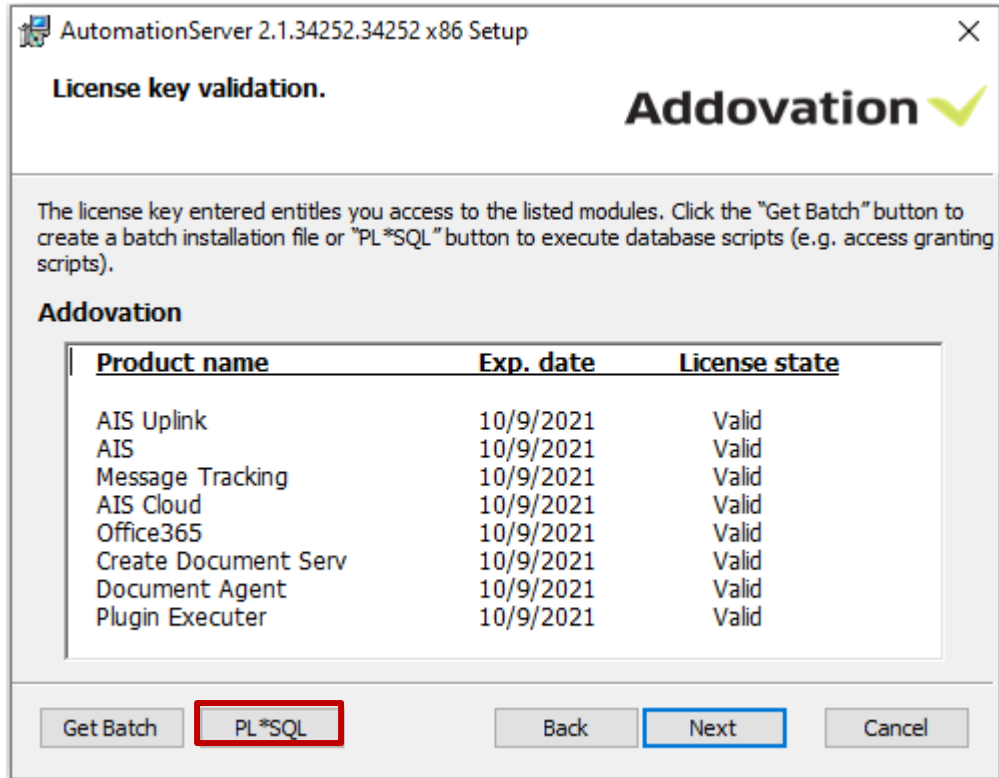 AutomationServer 2.1.34252.34252 x86 Setup
License key validation.
Addovation
The license key entered entitles you access to the listed modules. Click the “Get Batch” button to
create a batch installation file or “PL*SQL” button to execute database scripts (e.g. access granting
scripts).
Addovation
Product name Exp. date License state
AIS Uplink 10/9/2021 Valid
AIS 10/9/2021 Valid
Message Tracking 10/9/2021 Valid
AIS Cloud 10/9/2021 Valid
Office365 10/9/2021 Valid
Create Document Serv 10/9/2021 Valid
Document Agent 10/9/2021 Valid
Plugin Executer 10/9/2021 Valid
Get Batch PL*SQL Back Next Cancel